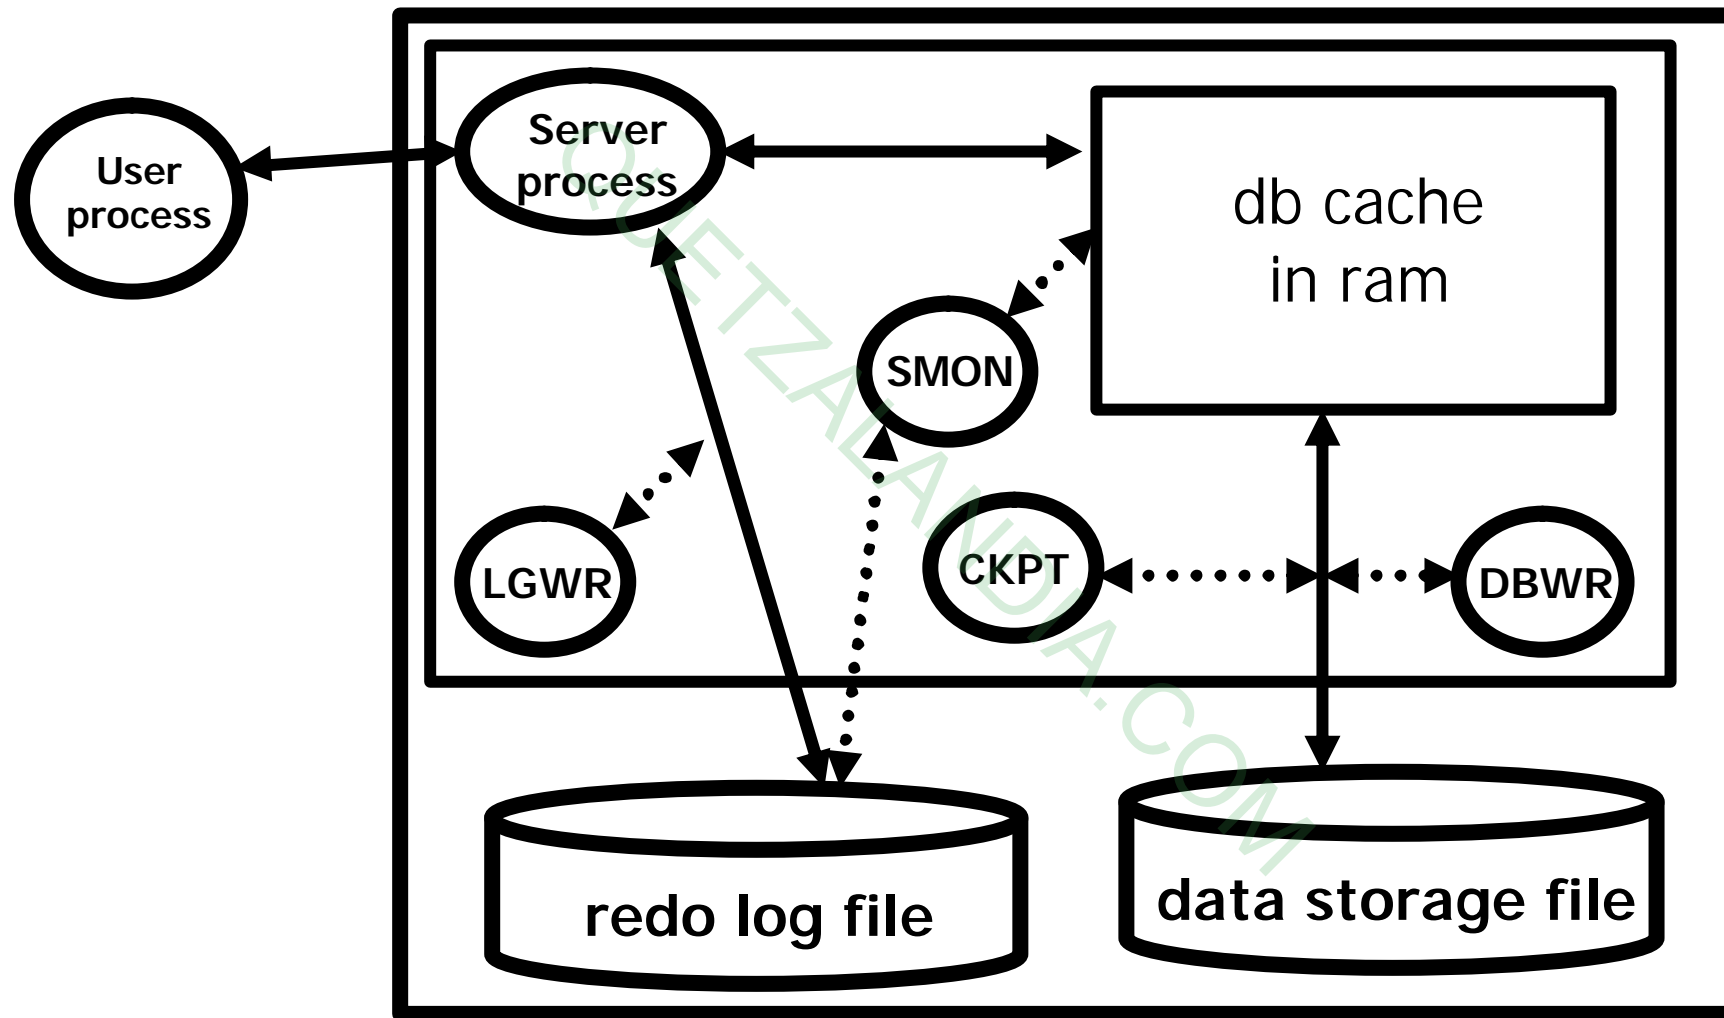 User
process
Server
process
db cache
in ram
SMON
LGWR
CKPT
DBWR
redo log file
data storage file
QUETZALANDIA.COM